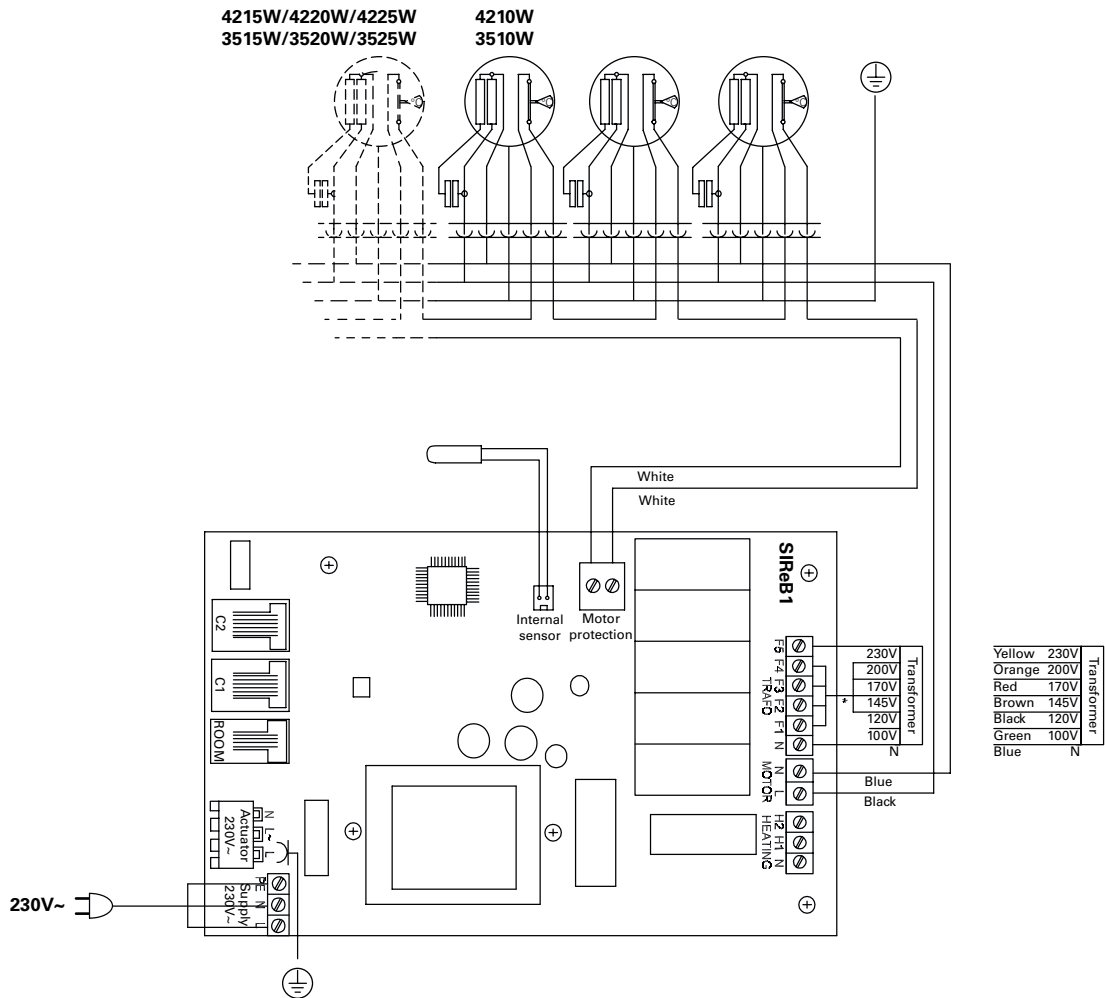 4215W/4220W/4225W
3515W/3520W/3525W
4210W
3510W
White
White
SIReB1
Internal
sensor
Motor
protection
C2
C1
ROOM
F5
F4
F3
F2
F1
N
TRAFO
230V
200V
170V
145V
120V
100V
N
Transformer
*
Yellow 230V
Orange 200V
Red 170V
Brown 145V
Black 120V
Green 100V
Blue N
Transformer
N
L
MOTOR
Blue
Black
H2
H1
N
HEATING
Actuator
230V~
N
L~
L
PE
N
L
Supply
230V~
230V~